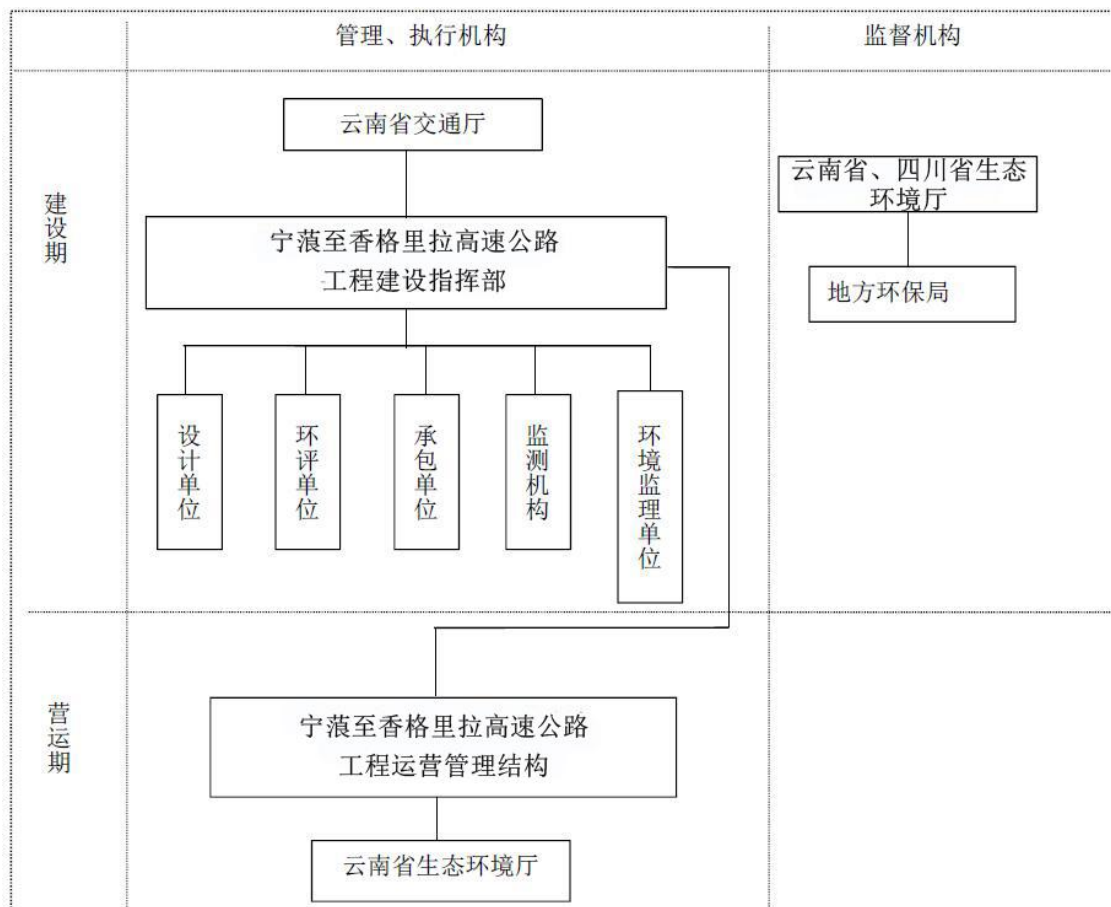 管理、执行机构
监督机构
建设期
云南省交通厅
宁蒗至香格里拉高速公路
工程建设指挥部
设计单位
环评单位
承包单位
监测机构
环境监理单位
云南省、四川省生态
环境厅
地方环保局
营运期
宁蒗至香格里拉高速公路
工程运营管理结构
云南省生态环境厅